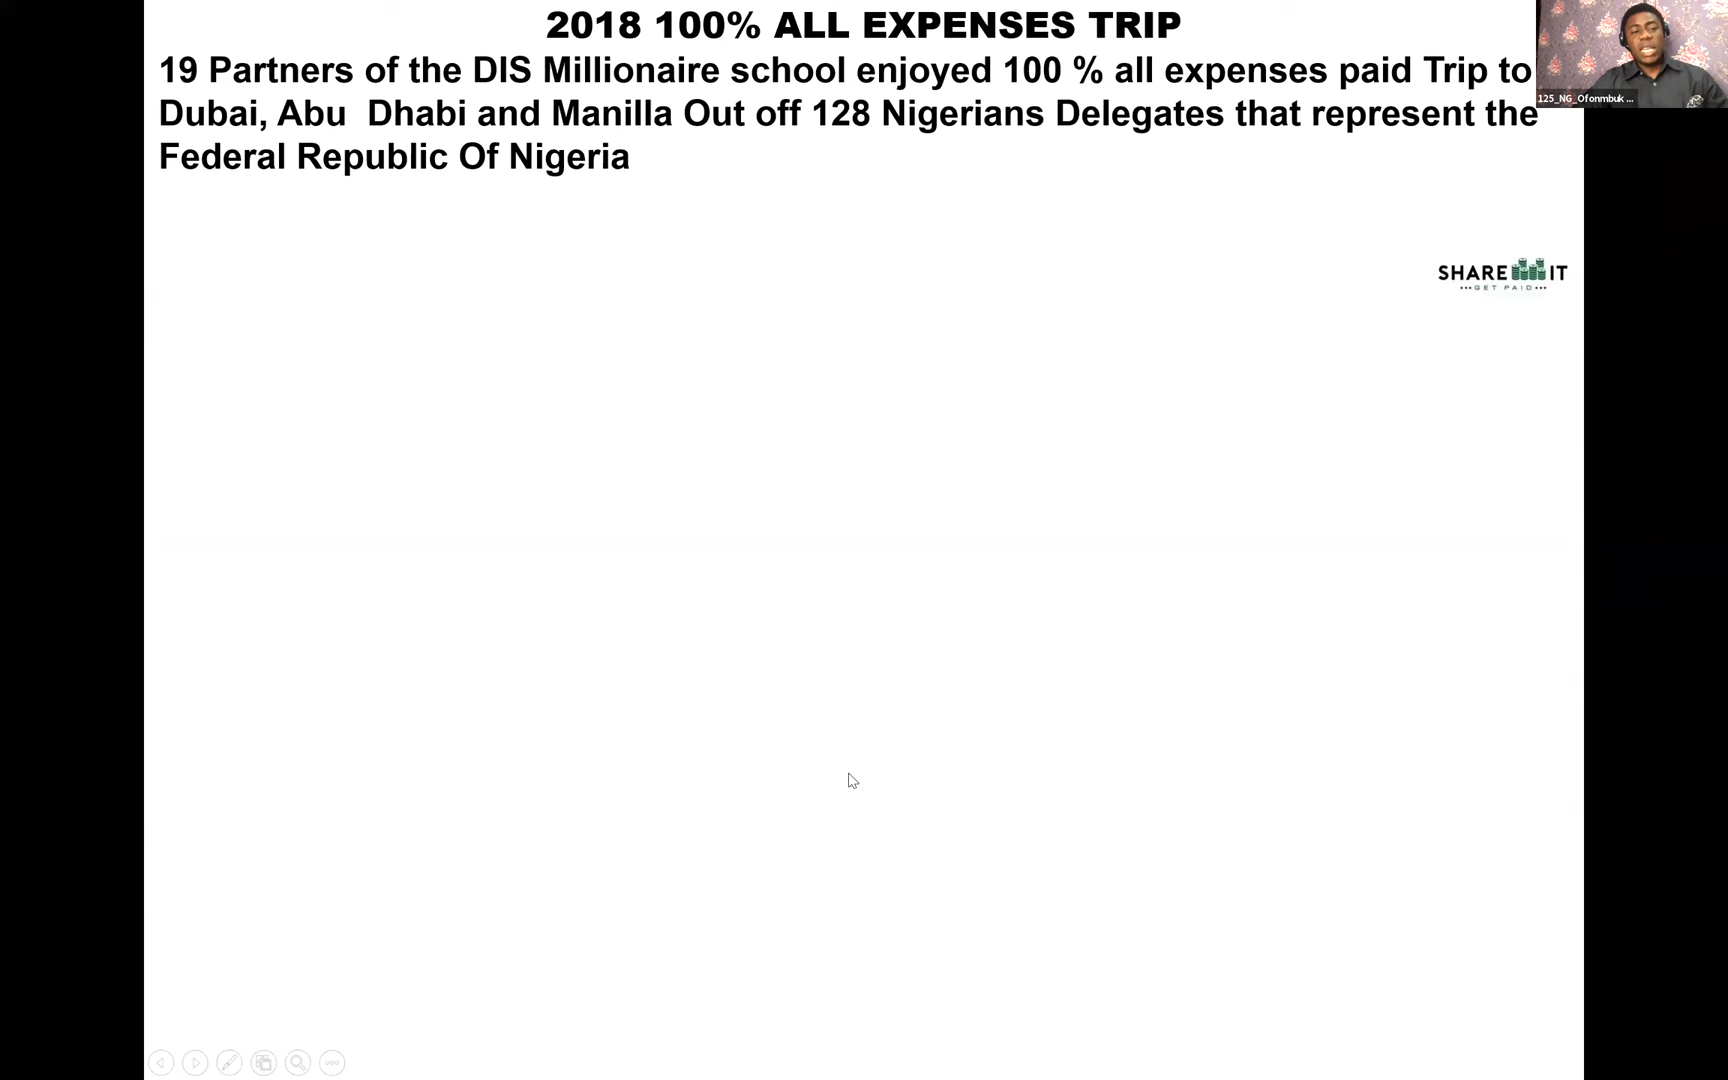 2018 100% ALL EXPENSES TRIP
19 Partners of the DIS Millionaire school enjoyed 100 % all expenses paid Trip to
Dubai, Abu  Dhabi and Manilla Out off 128 Nigerians Delegates that represent the
Federal Republic Of Nigeria
125_NG_Ofonmbuk ...
SHARE IT
•••GET PAID•••